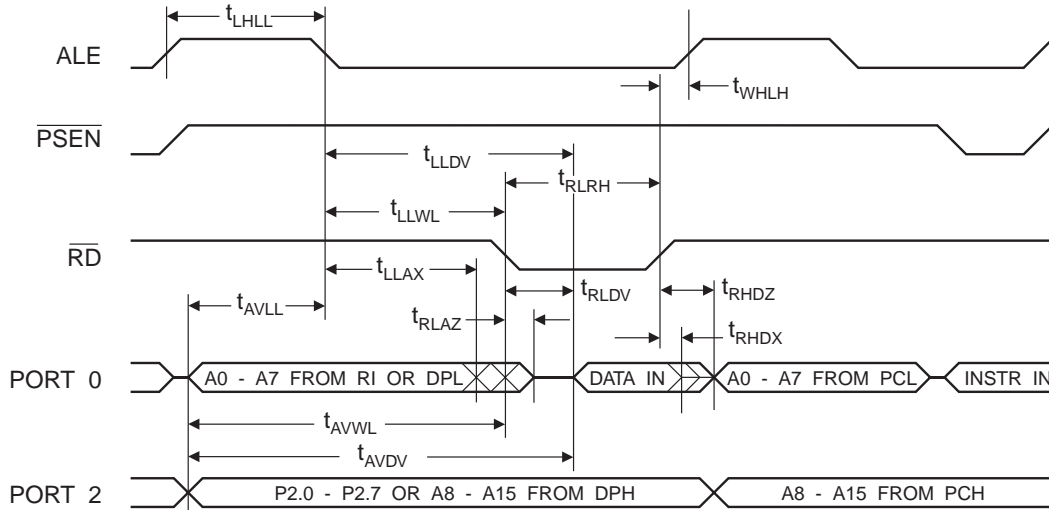 tLHLL
ALE
tWHLH
PSEN
tLLDV
tRLRH
tLLWL
RD
tLLAX
tRLDV
tRHDZ
tAVLL
tRLAZ
tRHDX
PORT 0
A0 - A7 FROM RI OR DPL
DATA IN
A0 - A7 FROM PCL
INSTR IN
tAVWL
tAVDV
PORT 2
P2.0 - P2.7 OR A8 - A15 FROM DPH
A8 - A15 FROM PCH